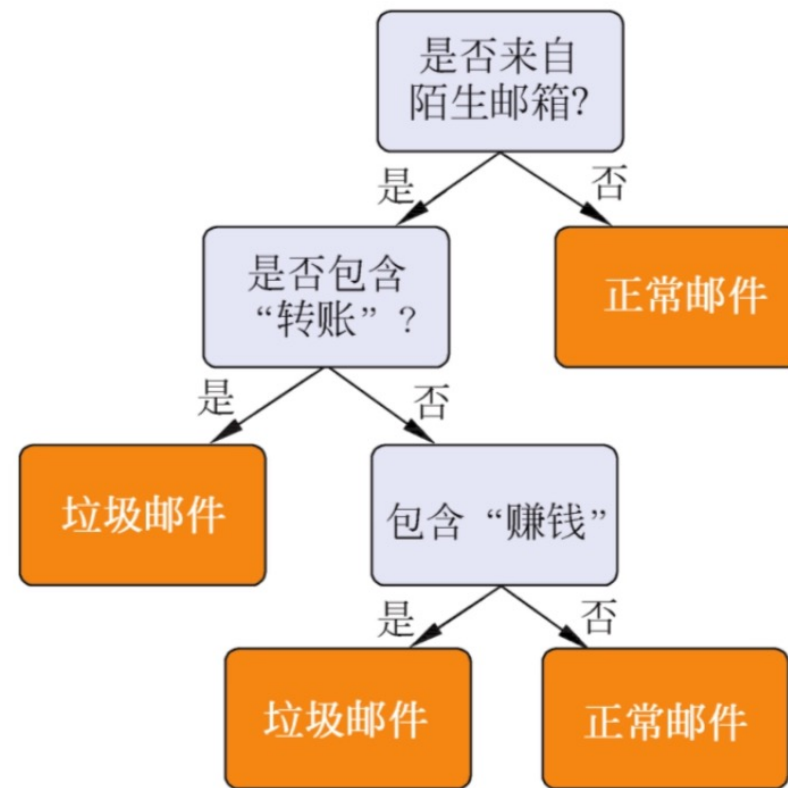 是否来自
陌生邮箱?
是
否
是否包含
“转账”?
正常邮件
是
否
垃圾邮件
包含“赚钱”
是
否
垃圾邮件
正常邮件